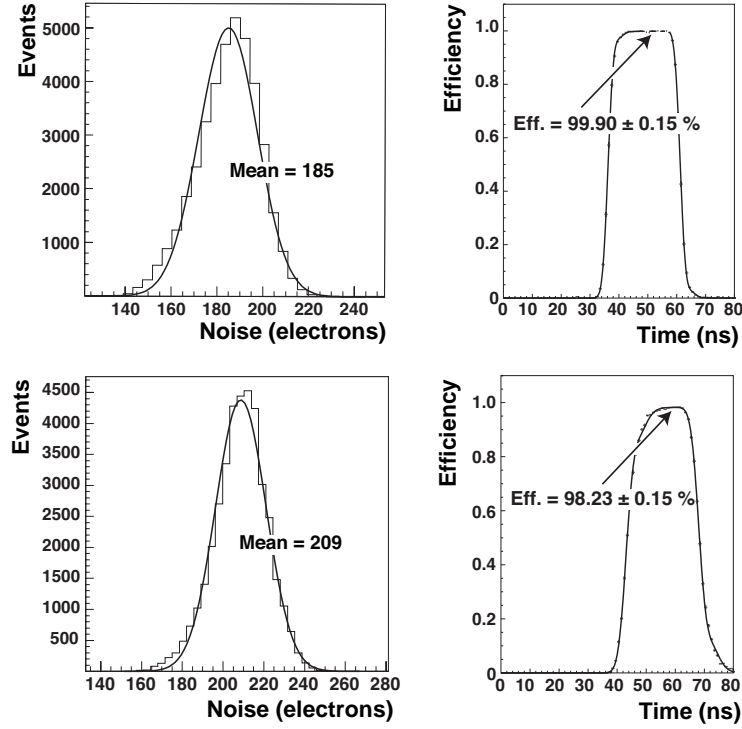 Events
5000
4000
3000
2000
1000
Mean = 185
140 160 180 200 220 240
Noise (electrons)
Efficiency
1.0
0.8
0.6
0.4
0.2
0
Eff. = 99.90 ± 0.15 %
0 10 20 30 40 50 60 70 80
Time (ns)
Events
4500
4000
3500
3000
2500
2000
1500
1000
500
Mean = 209
140 160 180 200 220 240 260 280
Noise (electrons)
Efficiency
1.0
0.8
0.6
0.4
0.2
0
Eff. = 98.23 ± 0.15 %
0 10 20 30 40 50 60 70 80
Time (ns)